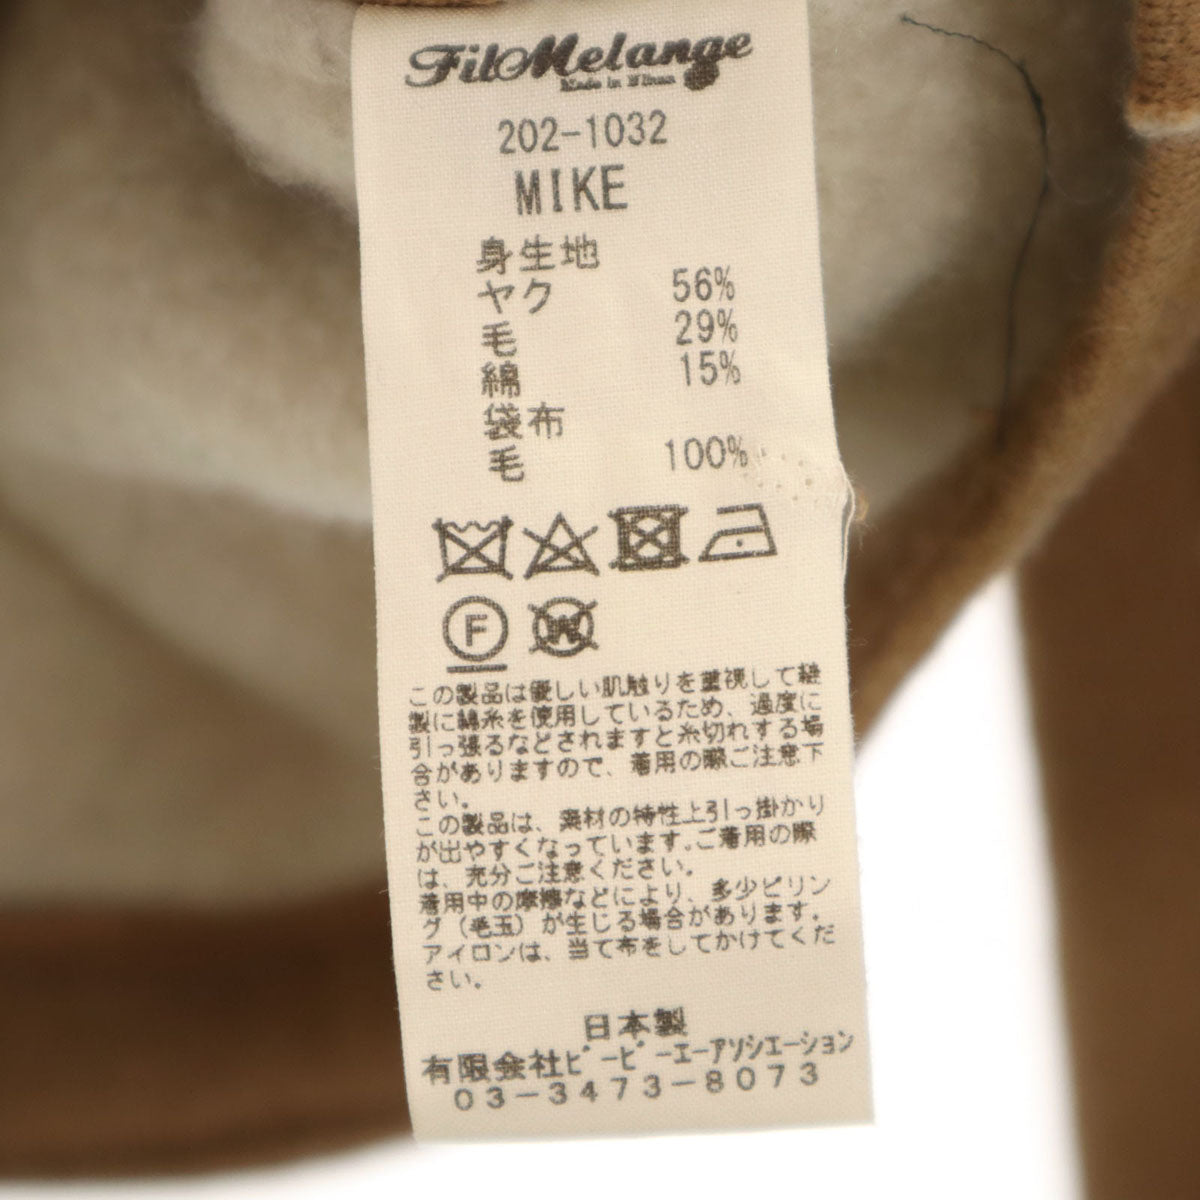 FilMelange
Made in Nihon
202-1032
MIKE
身生地
ヤク 56%
毛 29%
綿 15%
袋布
毛 100%
F
W
この製品は優しい肌触りを重視して縫
製に綿糸を使用しているため、過度に
引っ張るなどされますと糸切れする場
合がありますので、着用の際ご注意下
さい。
この製品は、素材の特性上引っ掛かり
が出やすくなっています。ご着用の際
は、充分ご注意ください。
着用中の摩擦などにより、多少ピリン
グ（毛玉）が生じる場合があります。
アイロンは、当て布をしてかけてくだ
さい。
日本製
有限会社ﾋﾞｰﾋﾟｰｴｰｱｿｼｴｰｼｮﾝ
03-3473-8073